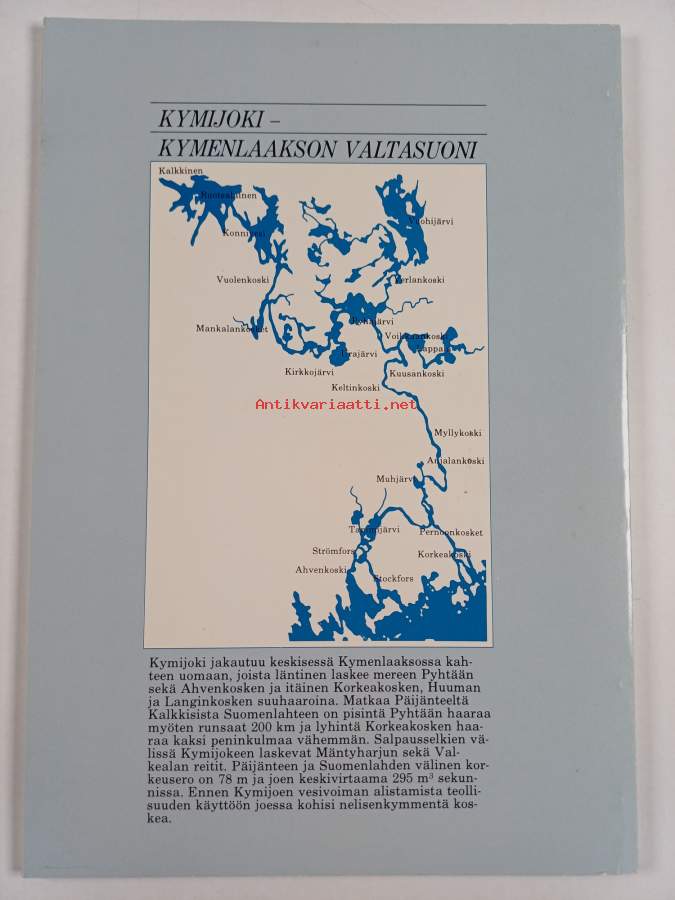 KYMIJOKI –
KYMENLAAKSON VALTASUONI
Kalkkinen
Ruotsalainen
Vuohijärvi
Konnivesi
Vuolenkoski
Verlankoski
Pyhäjärvi
Mankalankosket
Voikkaankoski
Lappala
Urajärvi
Kirkkojärvi
Kuusankoski
Keltinkoski
Antikvariaatti.net
Myllykoski
Anjalankoski
Muhjärvi
Tammijärvi
Pernoonkosket
Strömfors
Korkeakoski
Ahvenkoski
Stockfors
Kymijoki jakautuu keskisessä Kymenlaaksossa kah-
teen uomaan, joista läntinen laskee mereen Pyhtään
sekä Ahvenkosken ja itäinen Korkeakosken, Huuman
ja Langinkosken suuhaaroina. Matkaa Päijänteeltä
Kalkkisista Suomenlahteen on pisintä Pyhtään haaraa
myöten runsaat 200 km ja lyhintä Korkeakosken haa-
raa kaksi peninkulmaa vähemmän. Salpausselkien vä-
lissä Kymijokeen laskevat Mäntyharjun sekä Val-
kealan reitit. Päijänteen ja Suomenlahden välinen kor-
keusero on 78 m ja joen keskivirtaama 295 m³ sekun-
nissa. Ennen Kymijoen vesivoiman alistamista teolli-
suuden käyttöön joessa kohisi nelisenkymmentä kos-
kea.